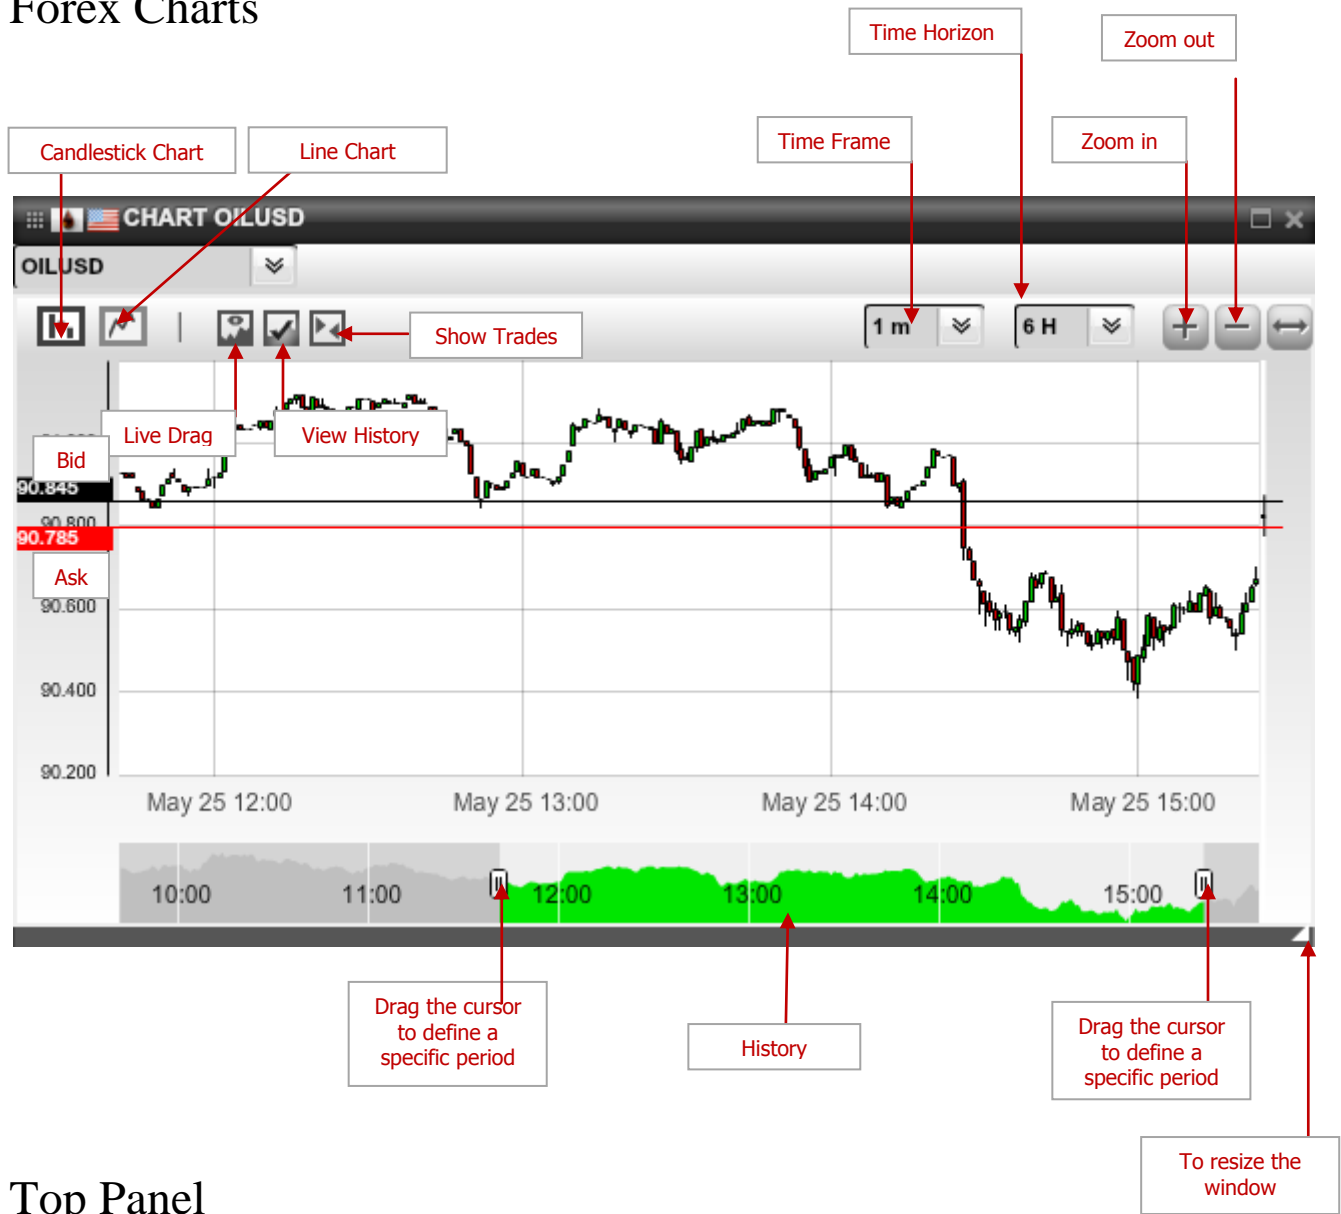 Forex Charts
Time Horizon
Zoom out
Candlestick Chart
Line Chart
Time Frame
Zoom in
CHART OILUSD
OILUSD
Show Trades
1 m
6 H
Live Drag
View History
Bid
90.845
90.800
90.785
Ask
90.600
90.400
90.200
May 25 12:00
May 25 13:00
May 25 14:00
May 25 15:00
10:00
11:00
12:00
13:00
14:00
15:00
Drag the cursor
to define a
specific period
History
Drag the cursor
to define a
specific period
To resize the
window
Top Panel